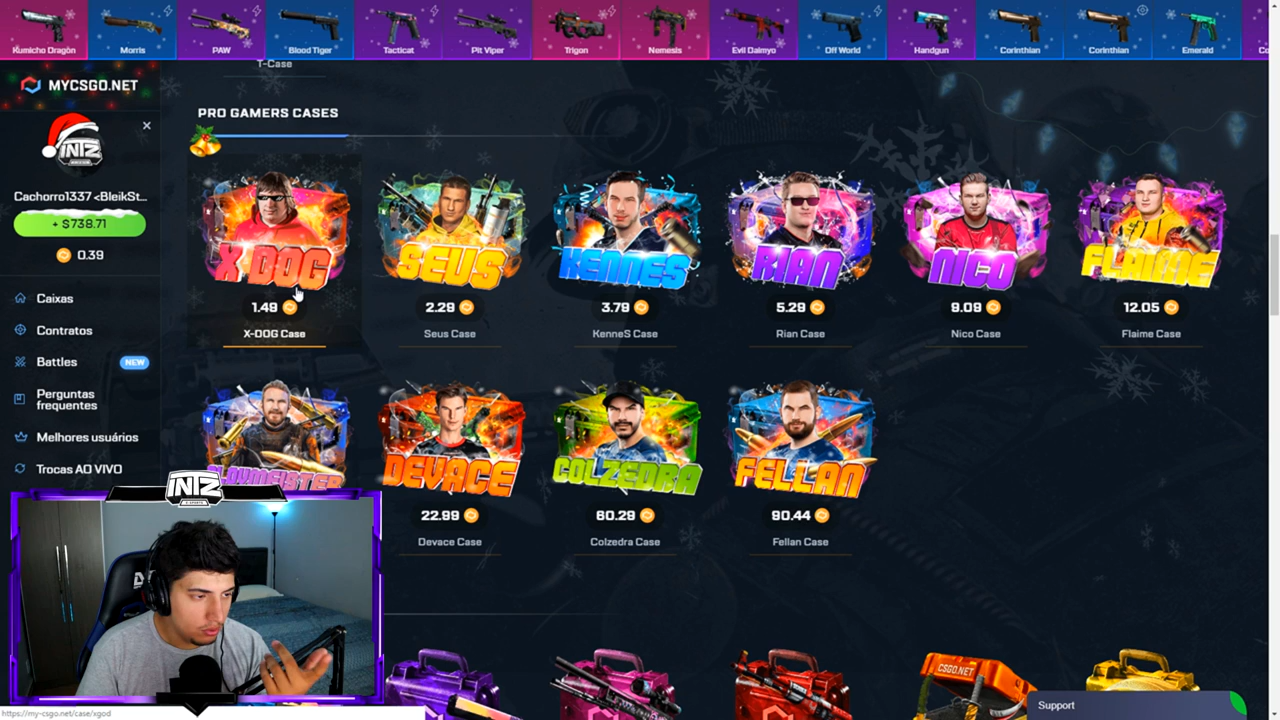 Kumicho Dragon
Morris
PAW
Blood Tiger
Tacticat
Pit Viper
Trigon
Nemesis
Evil Daimyo
Off World
Handgun
Corinthian
Corinthian
Emerald
Co
T-Case
MYCSGO.NET
PRO GAMERS CASES
INTZ
Cachorro1337 <BleikSt...
+ $738.71
0.39
Caixas
Contratos
Battles
NEW
Perguntas
frequentes
Melhores usuários
Trocas AO VIVO
X DOG
SEUS
KENNES
RIAN
NICO
FLAIME
1.49
2.29
3.79
5.29
9.09
12.05
X-DOG Case
Seus Case
KenneS Case
Rian Case
Nico Case
Flaime Case
DEVACE
COLZEDRA
FELLAN
22.99
60.29
90.44
Devace Case
Colzedra Case
Fellan Case
INTZ
CSGO.NET
Support
https://my-csgo.net/case/xgod